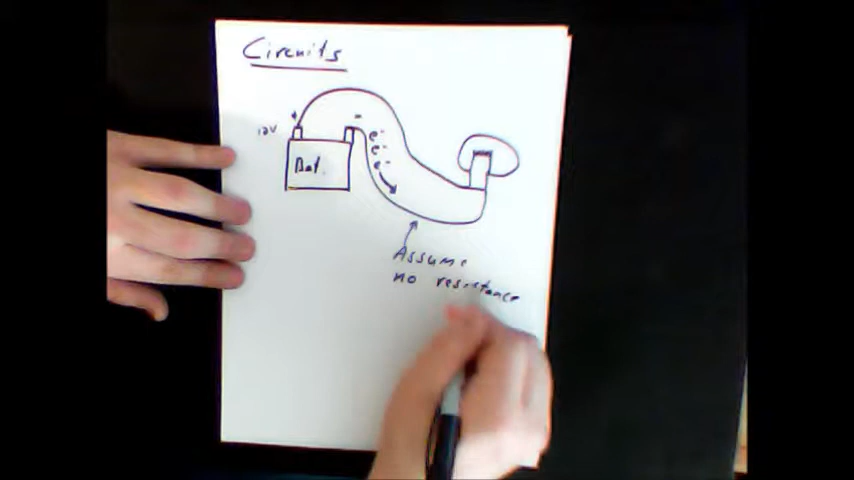 Circuits
+
-
12V
e-
e-
e-
Bat.
Assume
no resistance